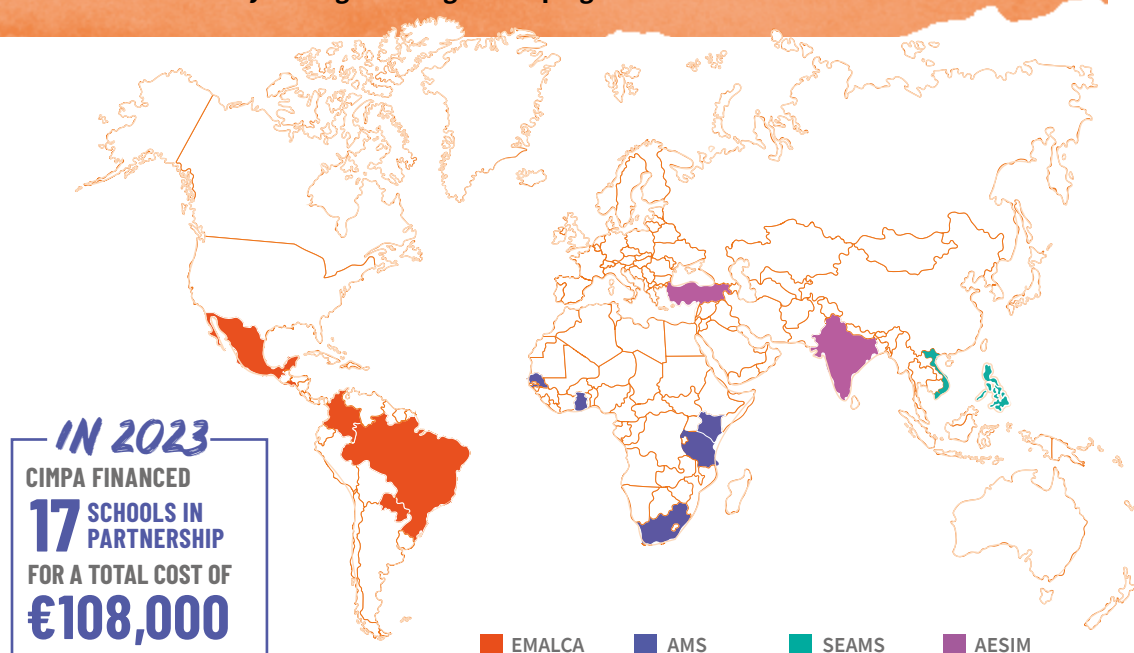 IN 2023
CIMPA FINANCED
17 SCHOOLS IN
PARTNERSHIP
FOR A TOTAL COST OF
€108,000
EMALCA
AMS
SEAMS
AESIM